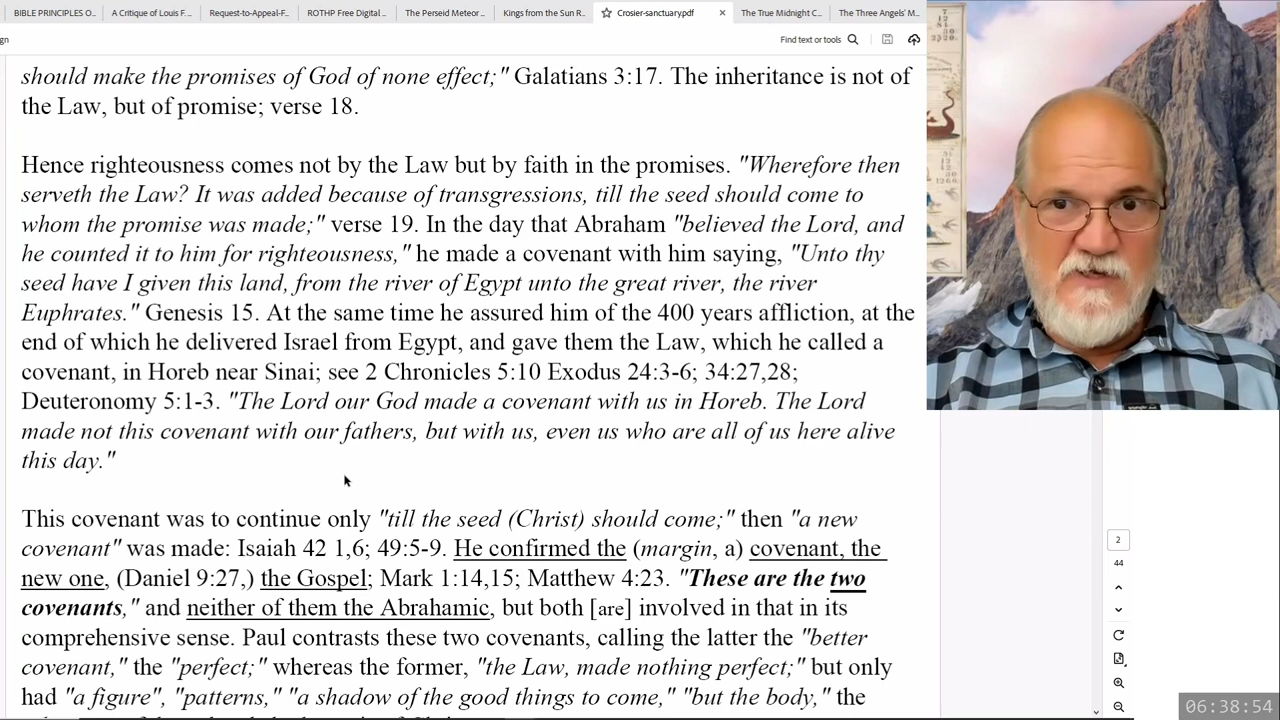 BIBLE PRINCIPLES O...
A Critique of Louis F...
Request-to-Appeal-F...
ROTHP Free Digital ...
The Perseid Meteor ...
Kings from the Sun R...
Crosier-sanctuary.pdf
The True Midnight C...
The Three Angels' M...
gn
Find text or tools
should make the promises of God of none effect;" Galatians 3:17. The inheritance is not of
the Law, but of promise; verse 18.
Hence righteousness comes not by the Law but by faith in the promises. "Wherefore then
serveth the Law? It was added because of transgressions, till the seed should come to
whom the promise was made;" verse 19. In the day that Abraham "believed the Lord, and
he counted it to him for righteousness," he made a covenant with him saying, "Unto thy
seed have I given this land, from the river of Egypt unto the great river, the river
Euphrates." Genesis 15. At the same time he assured him of the 400 years affliction, at the
end of which he delivered Israel from Egypt, and gave them the Law, which he called a
covenant, in Horeb near Sinai; see 2 Chronicles 5:10 Exodus 24:3-6; 34:27,28;
Deuteronomy 5:1-3. "The Lord our God made a covenant with us in Horeb. The Lord
made not this covenant with our fathers, but with us, even us who are all of us here alive
this day."
This covenant was to continue only "till the seed (Christ) should come;" then "a new
covenant" was made: Isaiah 42 1,6; 49:5-9. He confirmed the (margin, a) covenant, the
new one, (Daniel 9:27,) the Gospel; Mark 1:14,15; Matthew 4:23. "These are the two
covenants," and neither of them the Abrahamic, but both [are] involved in that in its
comprehensive sense. Paul contrasts these two covenants, calling the latter the "better
covenant," the "perfect;" whereas the former, "the Law, made nothing perfect;" but only
had "a figure", "patterns," "a shadow of the good things to come," "but the body," the
2
44
06:38:54